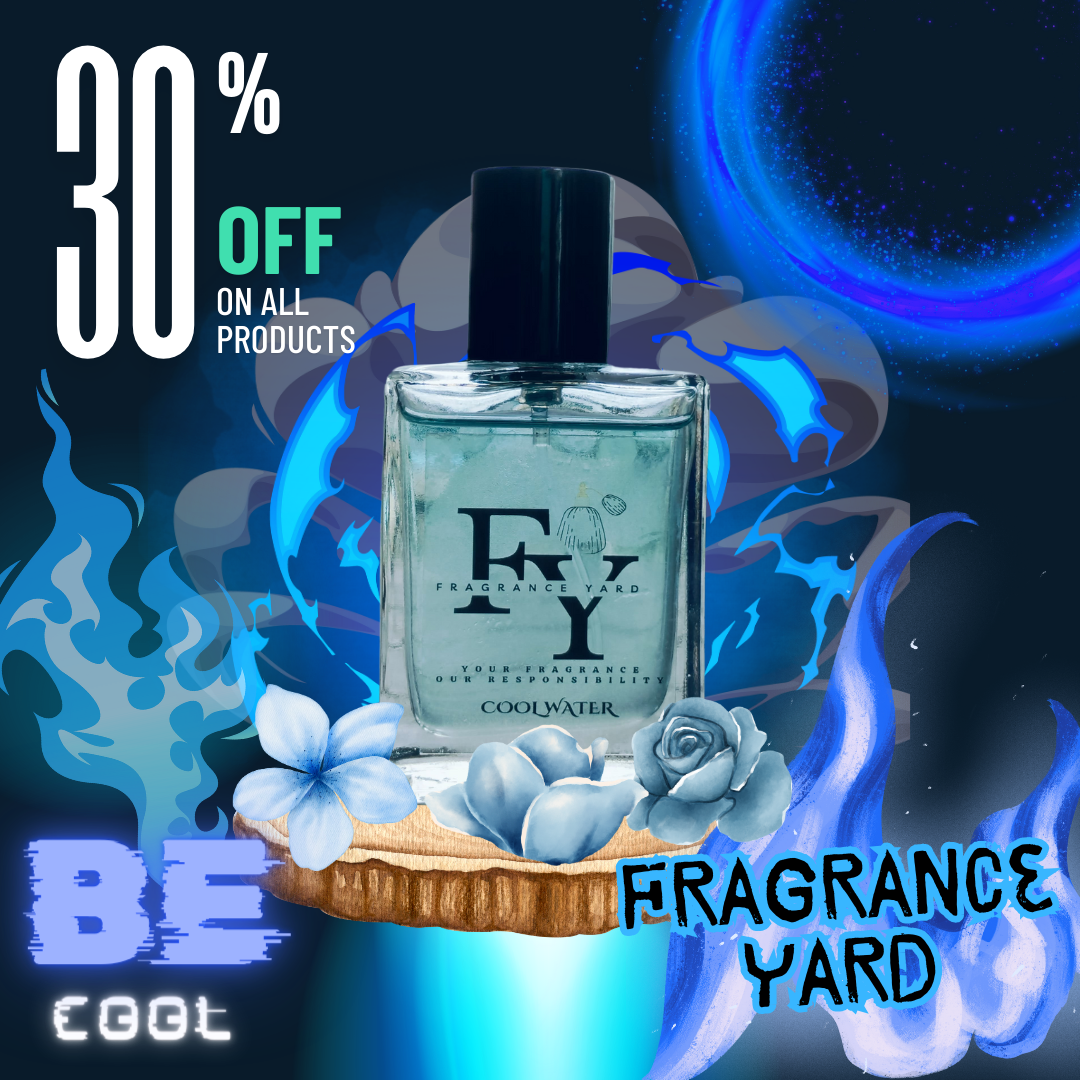 30%
OFF
ON ALL
PRODUCTS
FY
FRAGRANCE YARD
YOUR FRAGRANCE
OUR RESPONSIBILITY
COOLWATER
BE
COOL
FRAGRANCE
YARD